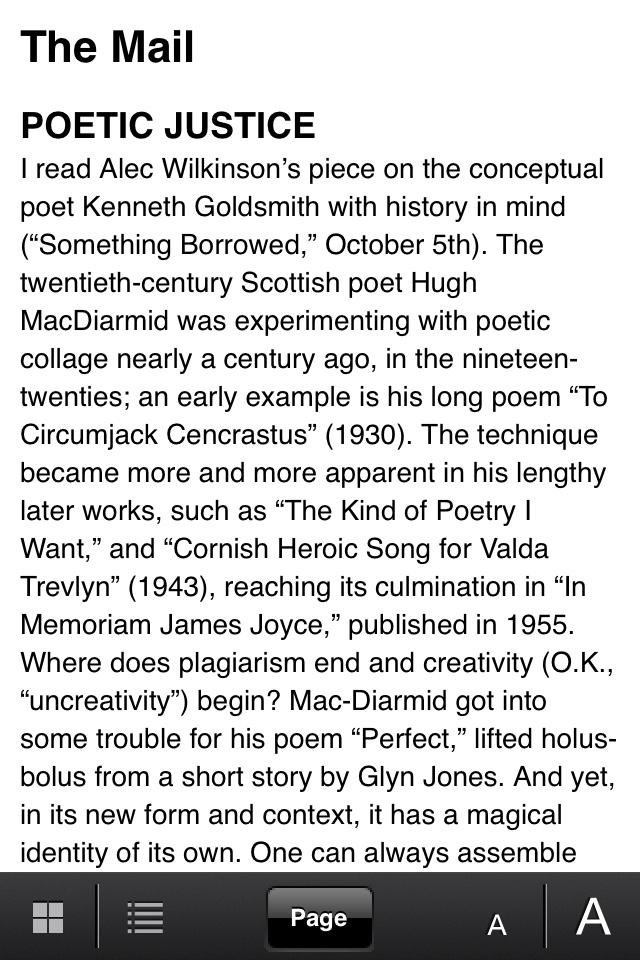 The Mail
POETIC JUSTICE
I read Alec Wilkinson’s piece on the conceptual
poet Kenneth Goldsmith with history in mind
(“Something Borrowed,” October 5th). The
twentieth-century Scottish poet Hugh
MacDiarmid was experimenting with poetic
collage nearly a century ago, in the nineteen-
twenties; an early example is his long poem “To
Circumjack Cencrastus” (1930). The technique
became more and more apparent in his lengthy
later works, such as “The Kind of Poetry I
Want,” and “Cornish Heroic Song for Valda
Trevlyn” (1943), reaching its culmination in “In
Memoriam James Joyce,” published in 1955.
Where does plagiarism end and creativity (O.K.,
“uncreativity”) begin? Mac-Diarmid got into
some trouble for his poem “Perfect,” lifted holus-
bolus from a short story by Glyn Jones. And yet,
in its new form and context, it has a magical
identity of its own. One can always assemble
Page A A